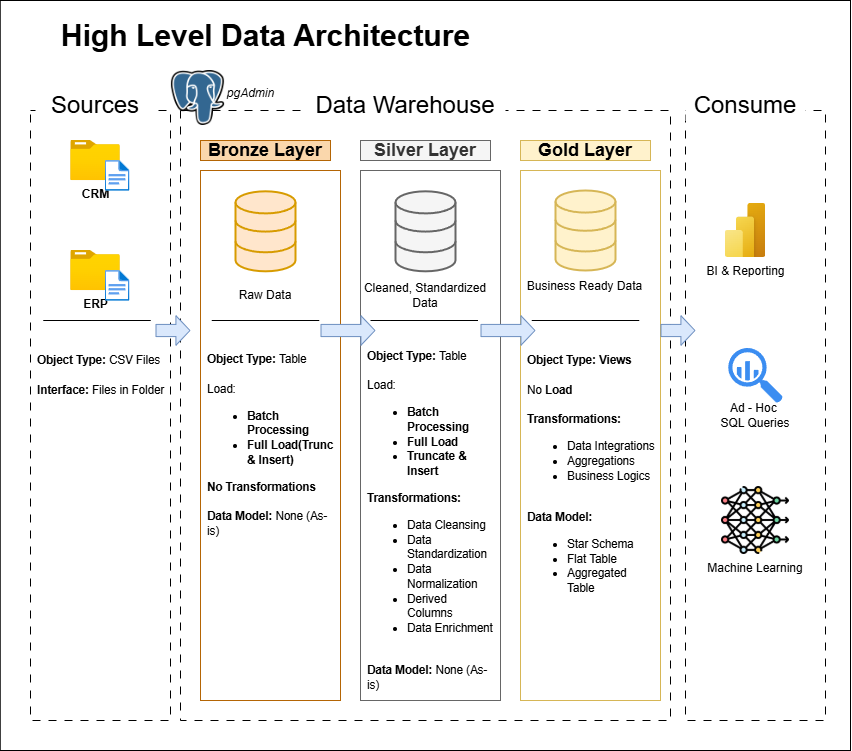 High Level Data Architecture
pgAdmin
Sources
Data Warehouse
Consume
CRM
ERP
Object Type: CSV Files
Interface: Files in Folder
Bronze Layer
Raw Data
Object Type: Table
Load:
Batch
Processing
Full Load(Trunc
& Insert)
No Transformations
Data Model: None (As-
is)
Silver Layer
Cleaned, Standardized
Data
Object Type: Table
Load:
Batch
Processing
Full Load
Truncate &
Insert
Transformations:
Data Cleansing
Data
Standardization
Data
Normalization
Derived
Columns
Data Enrichment
Data Model: None (As-
is)
Gold Layer
Business Ready Data
Object Type: Views
No Load
Transformations:
Data Integrations
Aggregations
Business Logics
Data Model:
Star Schema
Flat Table
Aggregated
Table
BI & Reporting
Ad - Hoc
SQL Queries
Machine Learning